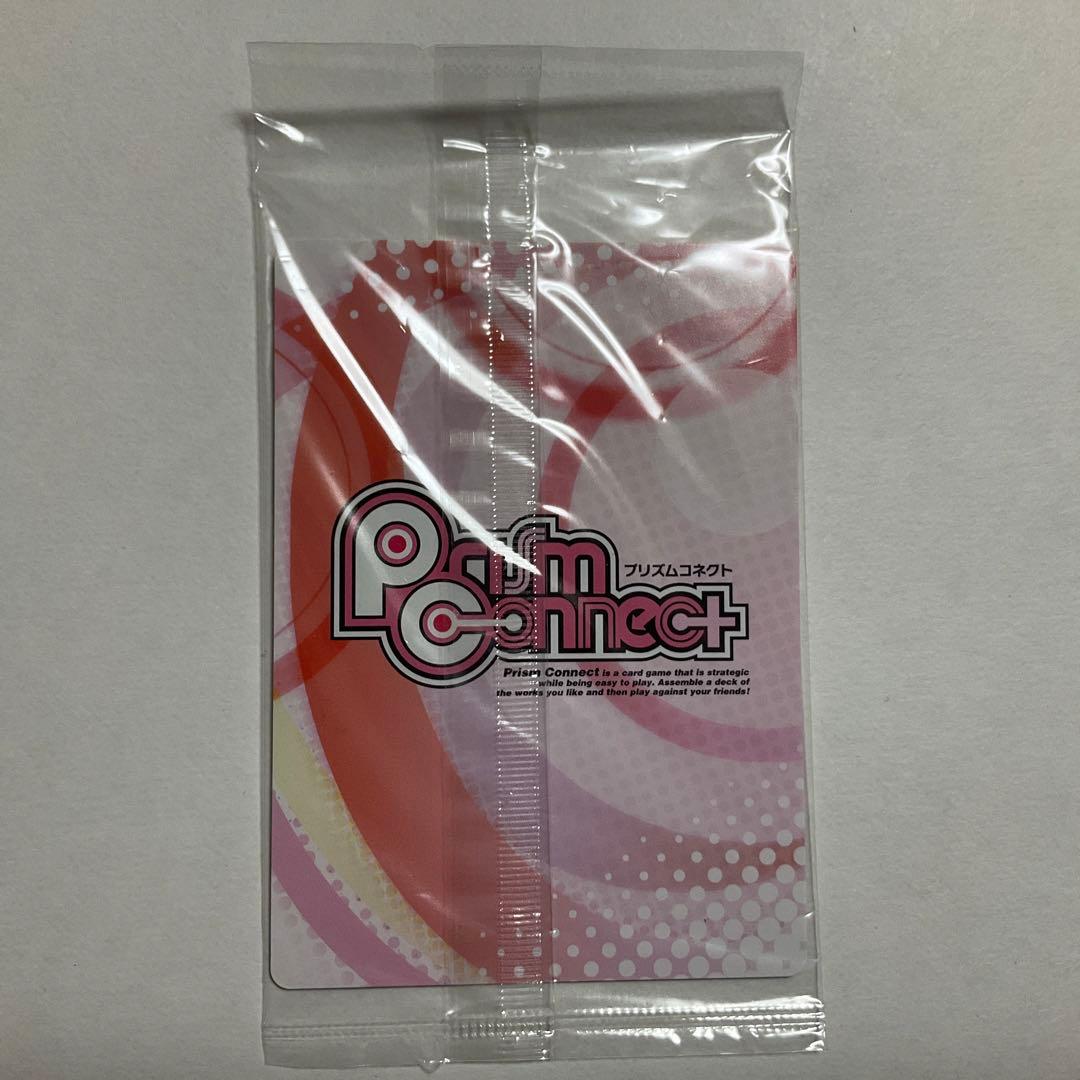 Prism
プリズムコネクト
Connect
Prism Connect is a card game that is strategic
while being easy to play. Assemble a deck of
the works you like and then play against your friends!